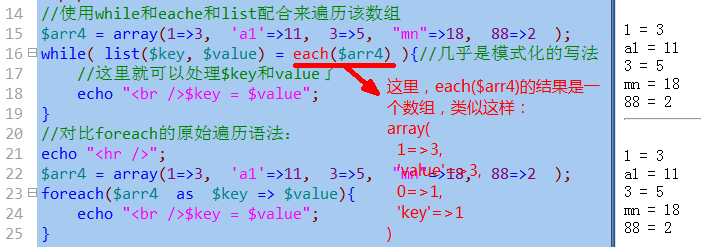 14 //使用while和eache和list配合来遍历该数组
15 $arr4 = array(1=>3, 'a1'=>11, 3=>5, "mn"=>18, 88=>2 );
16 while( list($key, $value) = each($arr4) ){//几乎是模式化的写法
17 //这里就可以处理$key和value了
18 echo "<br />$key = $value";
19 }
20 //对比foreach的原始遍历语法:
21 echo "<hr />";
22 $arr4 = array(1=>3, 'a1'=>11, 3=>5, "mn"=>18, 88=>2 );
23 foreach($arr4 as $key => $value){
24 echo "<br />$key = $value";
25 }
这里，each($arr4)的结果是一
个数组，类似这样：
array(
1=>3,
'value'=>3,
0=>1,
'key'=>1
)
1 = 3
a1 = 11
3 = 5
mn = 18
88 = 2
1 = 3
a1 = 11
3 = 5
mn = 18
88 = 2